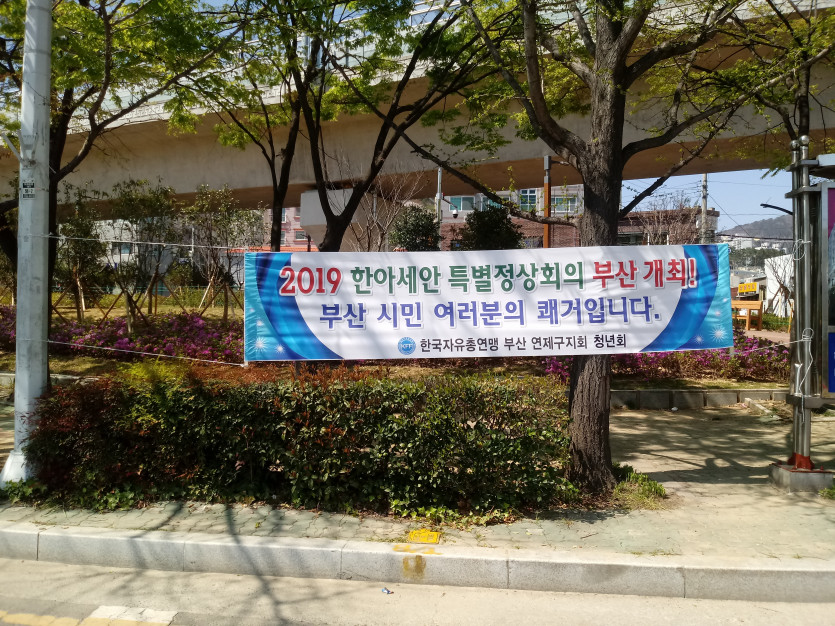 2019 한아세안 특별정상회의 부산 개최!
부산 시민 여러분의 쾌거입니다.
한국자유총연맹 부산 연제구지회 청년회